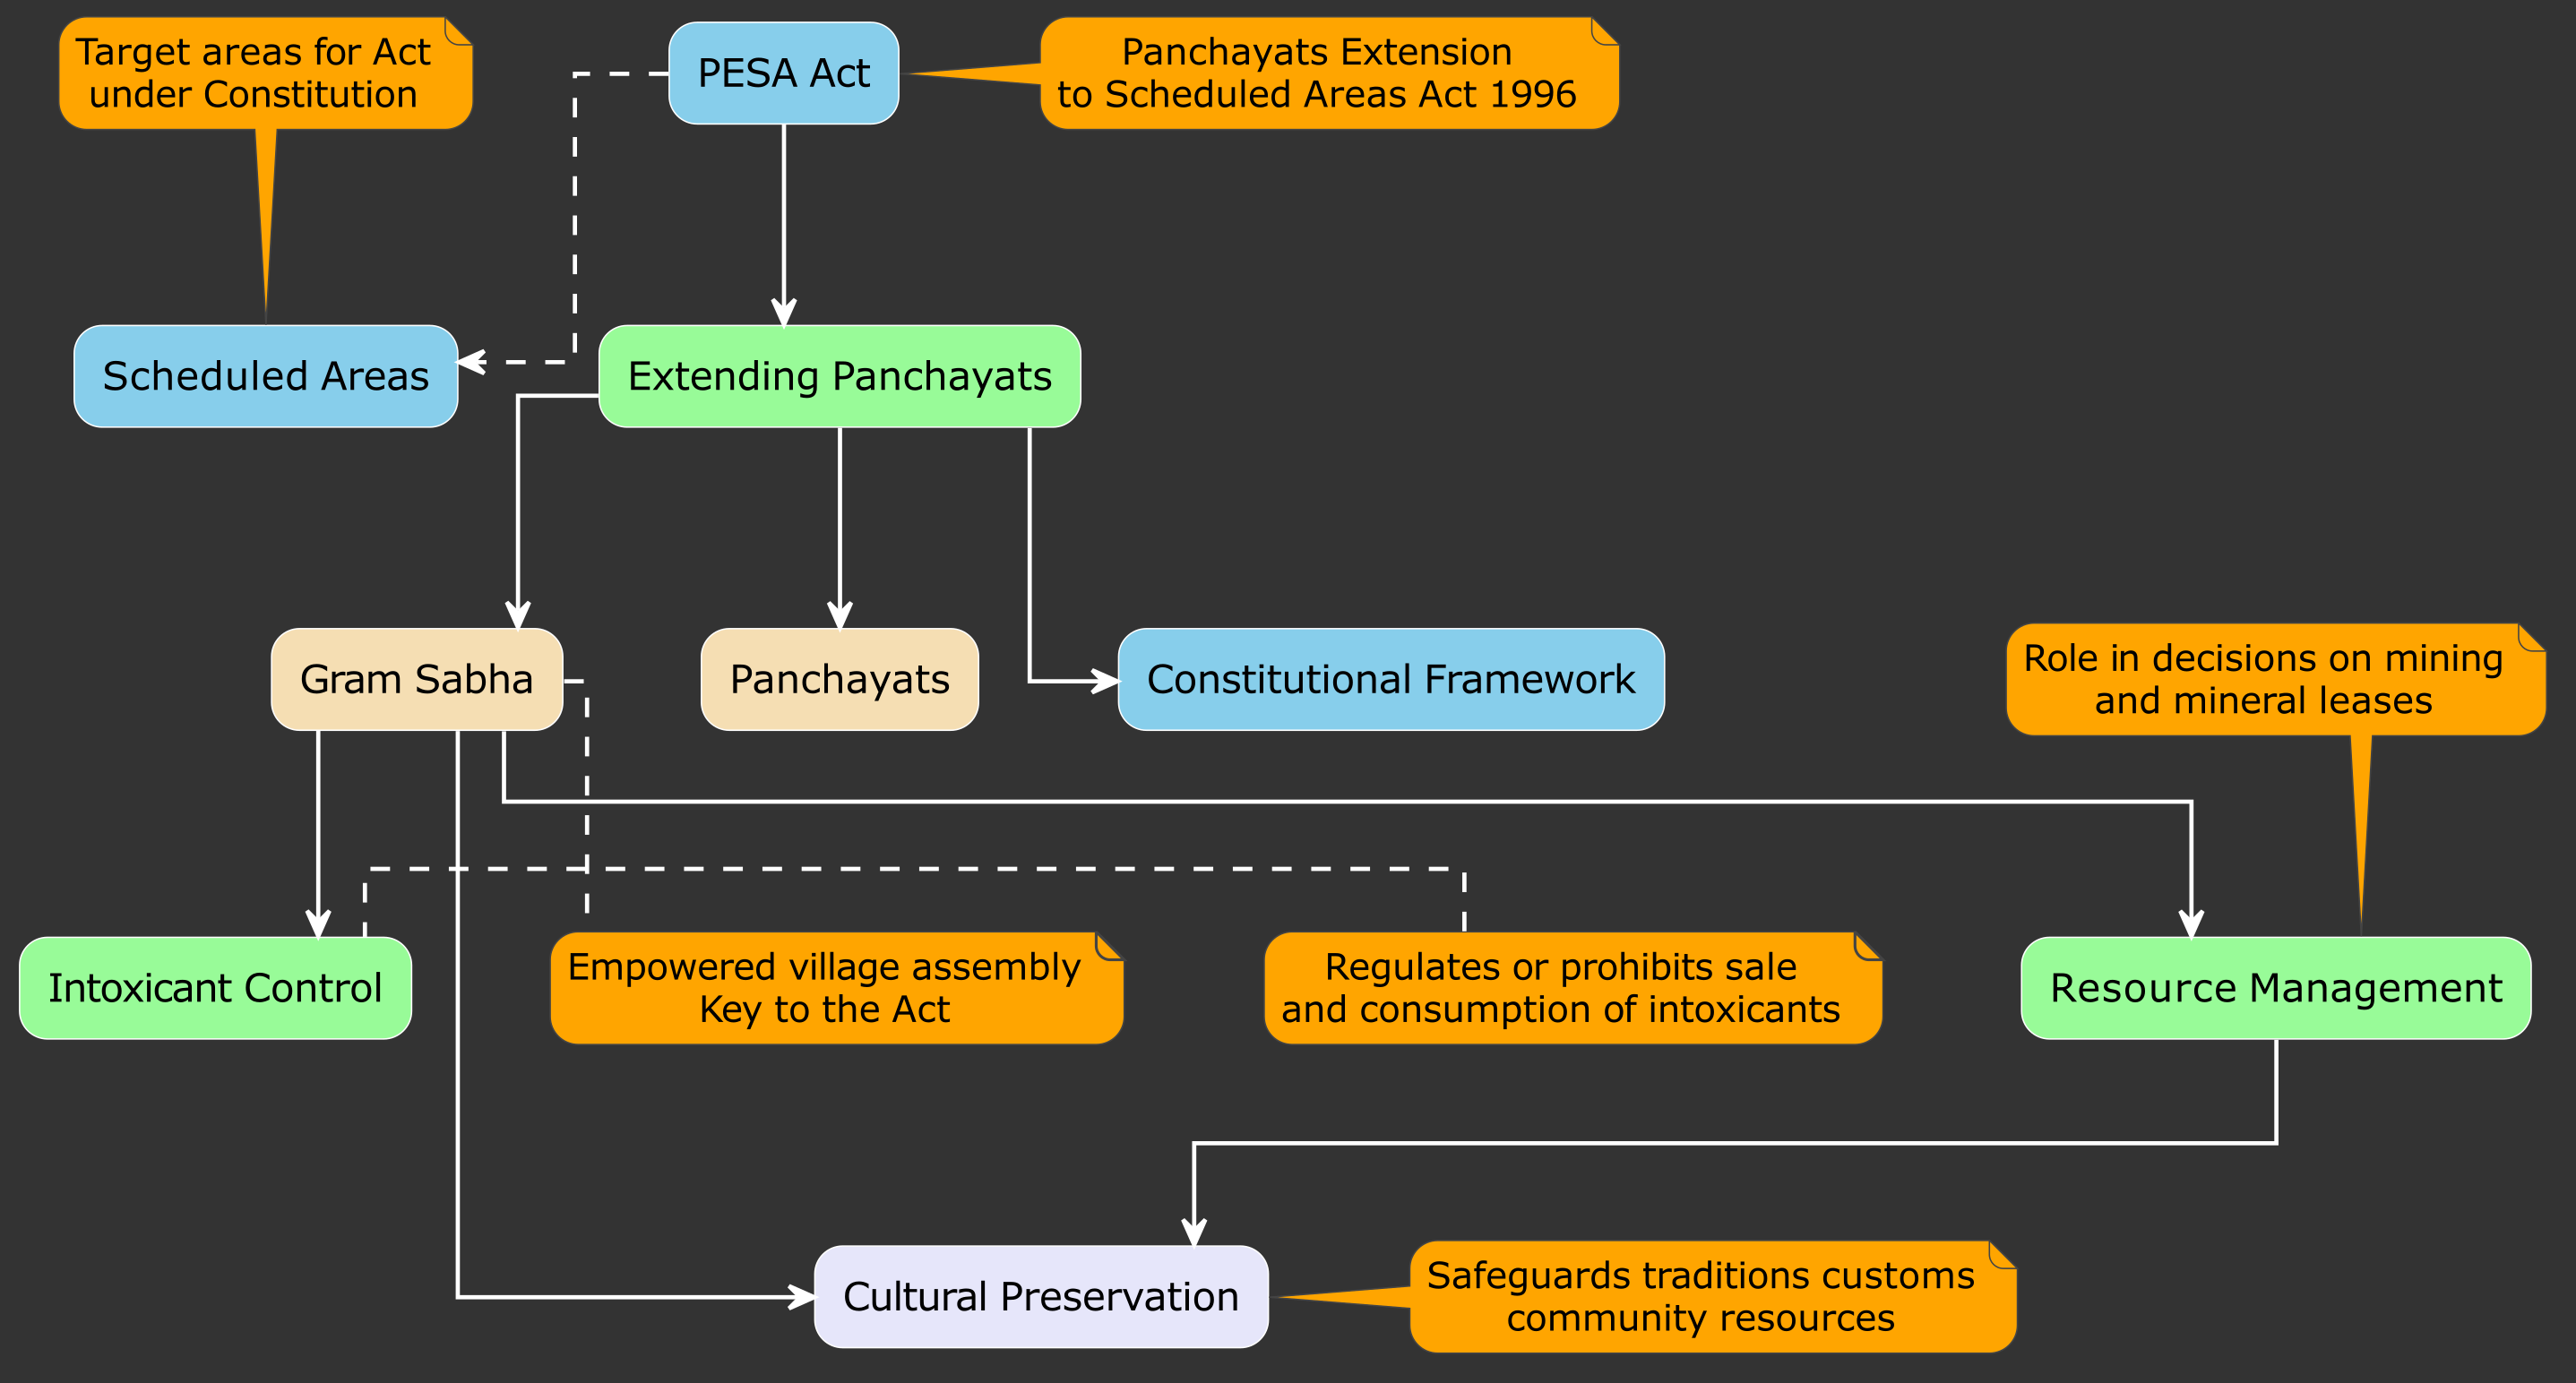 Target areas for Act
under Constitution
PESA Act
Panchayats Extension
to Scheduled Areas Act 1996
Scheduled Areas
Extending Panchayats
Gram Sabha
Panchayats
Constitutional Framework
Role in decisions on mining
and mineral leases
Intoxicant Control
Empowered village assembly
Key to the Act
Regulates or prohibits sale
and consumption of intoxicants
Resource Management
Cultural Preservation
Safeguards traditions customs
community resources